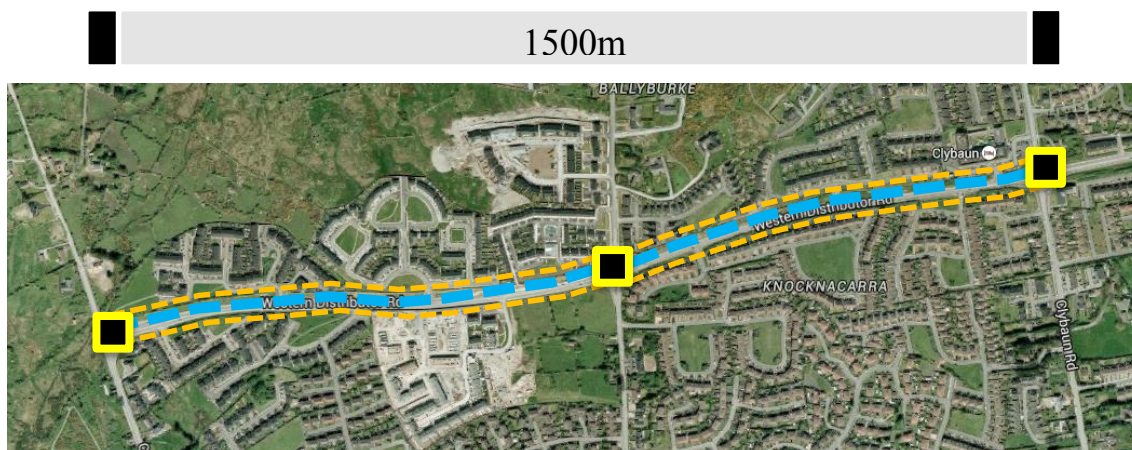 1500m
BALLYBURKE
Clybaun
Western Distributor Rd
Western Distributor Rd
KNOCKNACARRA
Clybaun Rd